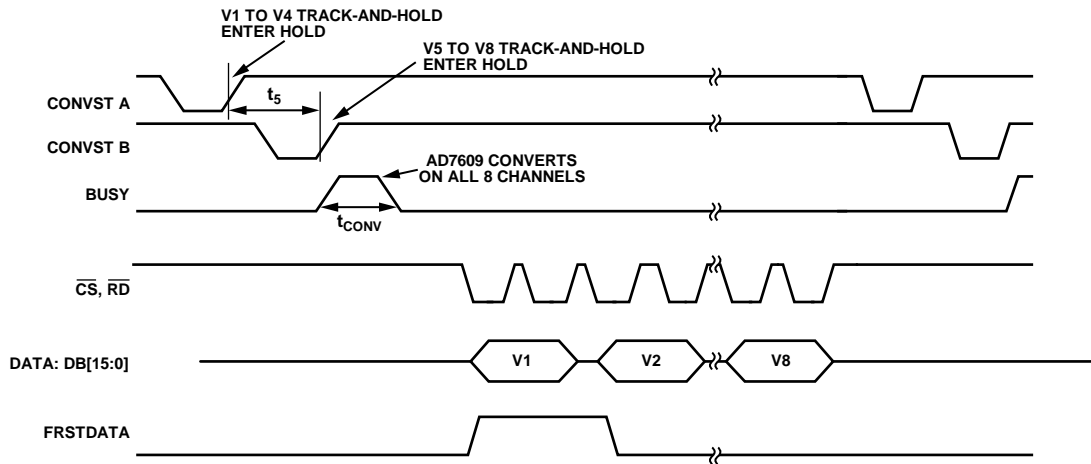 V1 TO V4 TRACK-AND-HOLD
ENTER HOLD
V5 TO V8 TRACK-AND-HOLD
ENTER HOLD
CONVST A
t5
CONVST B
AD7609 CONVERTS
ON ALL 8 CHANNELS
BUSY
tCONV
CS, RD
DATA: DB[15:0]
V1
V2
V8
FRSTDATA